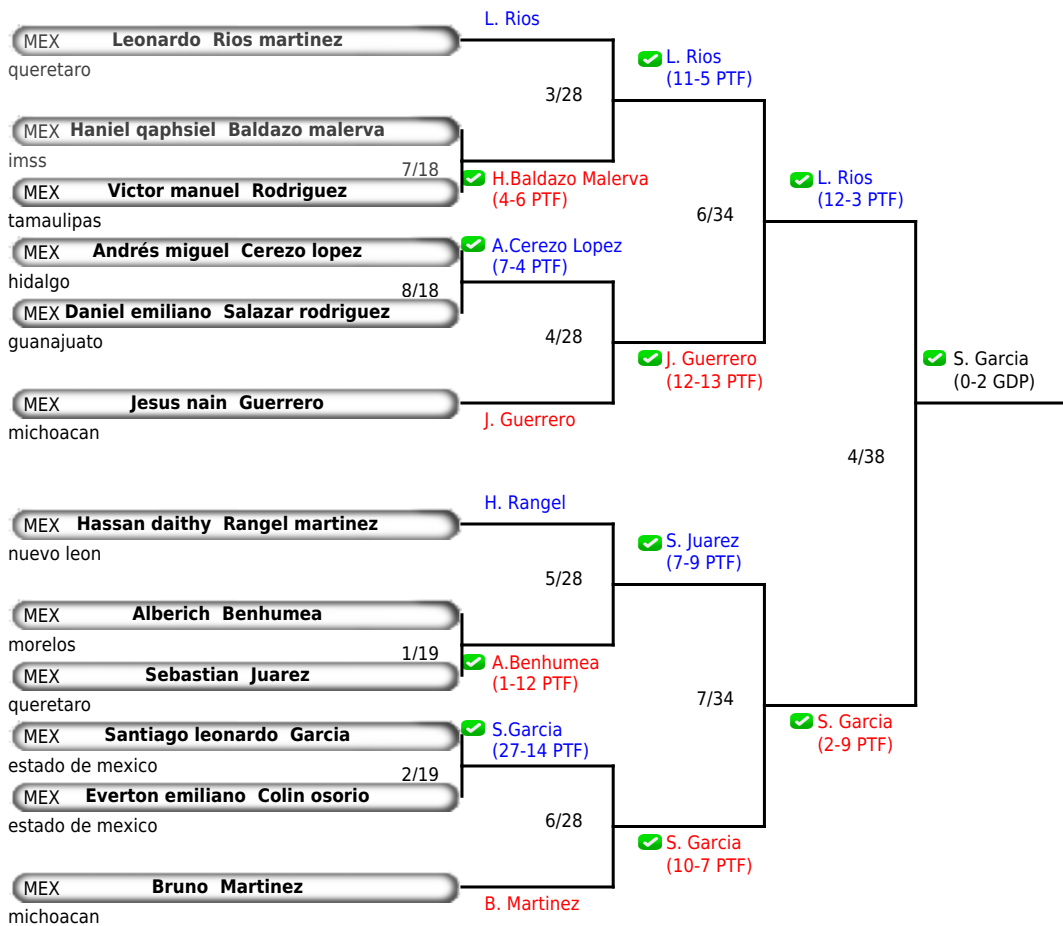 L. Rios
MEX Leonardo Rios martinez
queretaro
L. Rios
(11-5 PTF)
3/28
MEX Haniel qaphsiel Baldazo malerva
imss
7/18
MEX Victor manuel Rodriguez
tamaulipas
H.Baldazo Malerva
(4-6 PTF)
L. Rios
(12-3 PTF)
6/34
MEX Andrés miguel Cerezo lopez
hidalgo
A.Cerezo Lopez
(7-4 PTF)
8/18
MEX Daniel emiliano Salazar rodriguez
guanajuato
4/28
J. Guerrero
(12-13 PTF)
S. Garcia
(0-2 GDP)
MEX Jesus nain Guerrero
michoacan
J. Guerrero
4/38
H. Rangel
MEX Hassan daithy Rangel martinez
nuevo leon
S. Juarez
(7-9 PTF)
5/28
MEX Alberich Benhumea
morelos
1/19
MEX Sebastian Juarez
queretaro
A.Benhumea
(1-12 PTF)
7/34
S. Garcia
(2-9 PTF)
MEX Santiago leonardo Garcia
estado de mexico
S.Garcia
(27-14 PTF)
2/19
MEX Everton emiliano Colin osorio
estado de mexico
6/28
S. Garcia
(10-7 PTF)
MEX Bruno Martinez
michoacan
B. Martinez